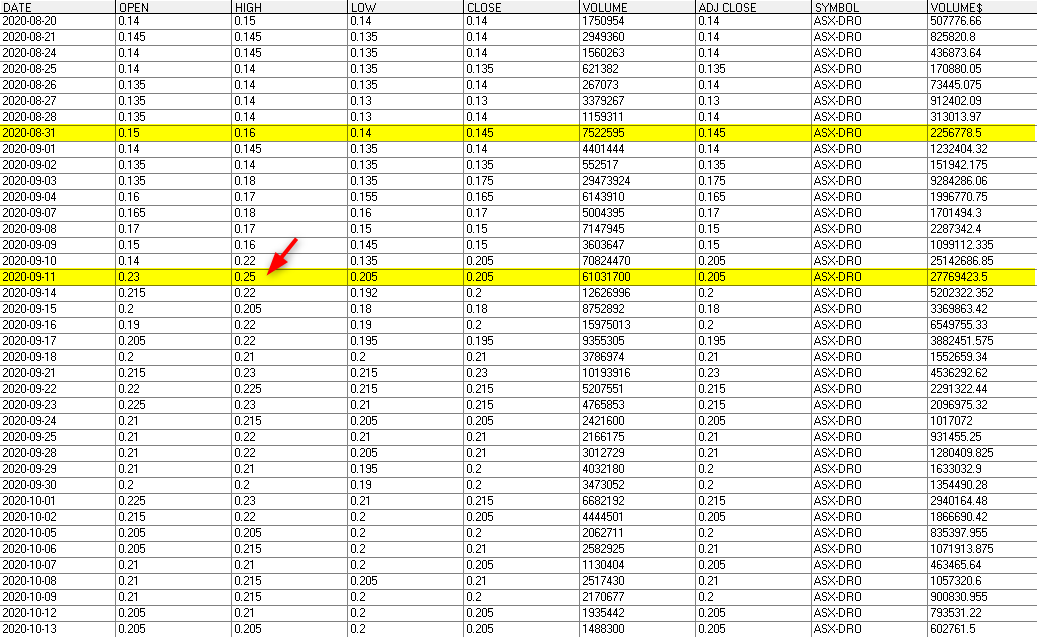 DATE OPEN HIGH LOW CLOSE VOLUME ADJ CLOSE SYMBOL VOLUME$
2020-08-20 0.14 0.15 0.14 0.14 1750954 0.14 ASX-DRO 507776.66
2020-08-21 0.145 0.145 0.135 0.14 2949360 0.14 ASX-DRO 825820.8
2020-08-24 0.14 0.145 0.135 0.14 1560263 0.14 ASX-DRO 436873.64
2020-08-25 0.14 0.14 0.135 0.135 621382 0.135 ASX-DRO 170880.05
2020-08-26 0.135 0.14 0.135 0.14 267073 0.14 ASX-DRO 73445.075
2020-08-27 0.135 0.14 0.13 0.13 3379267 0.13 ASX-DRO 912402.09
2020-08-28 0.135 0.14 0.13 0.14 1159311 0.14 ASX-DRO 313013.97
2020-08-31 0.15 0.16 0.14 0.145 7522595 0.145 ASX-DRO 2256778.5
2020-09-01 0.14 0.145 0.135 0.14 4401444 0.14 ASX-DRO 1232404.32
2020-09-02 0.135 0.14 0.135 0.135 552517 0.135 ASX-DRO 151942.175
2020-09-03 0.135 0.18 0.135 0.175 29473924 0.175 ASX-DRO 9284286.06
2020-09-04 0.16 0.17 0.155 0.165 6143910 0.165 ASX-DRO 1996770.75
2020-09-07 0.165 0.18 0.16 0.17 5004395 0.17 ASX-DRO 1701494.3
2020-09-08 0.17 0.17 0.15 0.15 7147945 0.15 ASX-DRO 2287342.4
2020-09-09 0.15 0.16 0.145 0.15 3603647 0.15 ASX-DRO 1099112.335
2020-09-10 0.14 0.22 0.135 0.205 70824470 0.205 ASX-DRO 25142686.85
2020-09-11 0.23 0.25 0.205 0.205 61031700 0.205 ASX-DRO 27769423.5
2020-09-14 0.215 0.22 0.192 0.2 12626996 0.2 ASX-DRO 5202322.352
2020-09-15 0.2 0.205 0.18 0.18 8752892 0.18 ASX-DRO 3369863.42
2020-09-16 0.19 0.22 0.19 0.2 15975013 0.2 ASX-DRO 6549755.33
2020-09-17 0.205 0.22 0.195 0.195 9355305 0.195 ASX-DRO 3882451.575
2020-09-18 0.2 0.21 0.2 0.21 3786974 0.21 ASX-DRO 1552659.34
2020-09-21 0.215 0.23 0.215 0.23 10193916 0.23 ASX-DRO 4536292.62
2020-09-22 0.22 0.225 0.215 0.215 5207551 0.215 ASX-DRO 2291322.44
2020-09-23 0.225 0.23 0.21 0.215 4765853 0.215 ASX-DRO 2096975.32
2020-09-24 0.21 0.215 0.205 0.205 2421600 0.205 ASX-DRO 1017072
2020-09-25 0.21 0.22 0.21 0.21 2166175 0.21 ASX-DRO 931455.25
2020-09-28 0.21 0.22 0.205 0.21 3012729 0.21 ASX-DRO 1280409.825
2020-09-29 0.21 0.21 0.195 0.2 4032180 0.2 ASX-DRO 1633032.9
2020-09-30 0.2 0.2 0.19 0.2 3473052 0.2 ASX-DRO 1354490.28
2020-10-01 0.225 0.23 0.21 0.215 6682192 0.215 ASX-DRO 2940164.48
2020-10-02 0.215 0.22 0.2 0.205 4444501 0.205 ASX-DRO 1866690.42
2020-10-05 0.205 0.205 0.2 0.2 2062711 0.2 ASX-DRO 835397.955
2020-10-06 0.205 0.215 0.2 0.21 2582925 0.21 ASX-DRO 1071913.875
2020-10-07 0.21 0.21 0.2 0.205 1130404 0.205 ASX-DRO 463465.64
2020-10-08 0.21 0.215 0.205 0.21 2517430 0.21 ASX-DRO 1057320.6
2020-10-09 0.21 0.215 0.2 0.2 2170677 0.2 ASX-DRO 900830.955
2020-10-12 0.205 0.21 0.2 0.205 1935442 0.205 ASX-DRO 793531.22
2020-10-13 0.205 0.205 0.2 0.205 1488300 0.205 ASX-DRO 602761.5